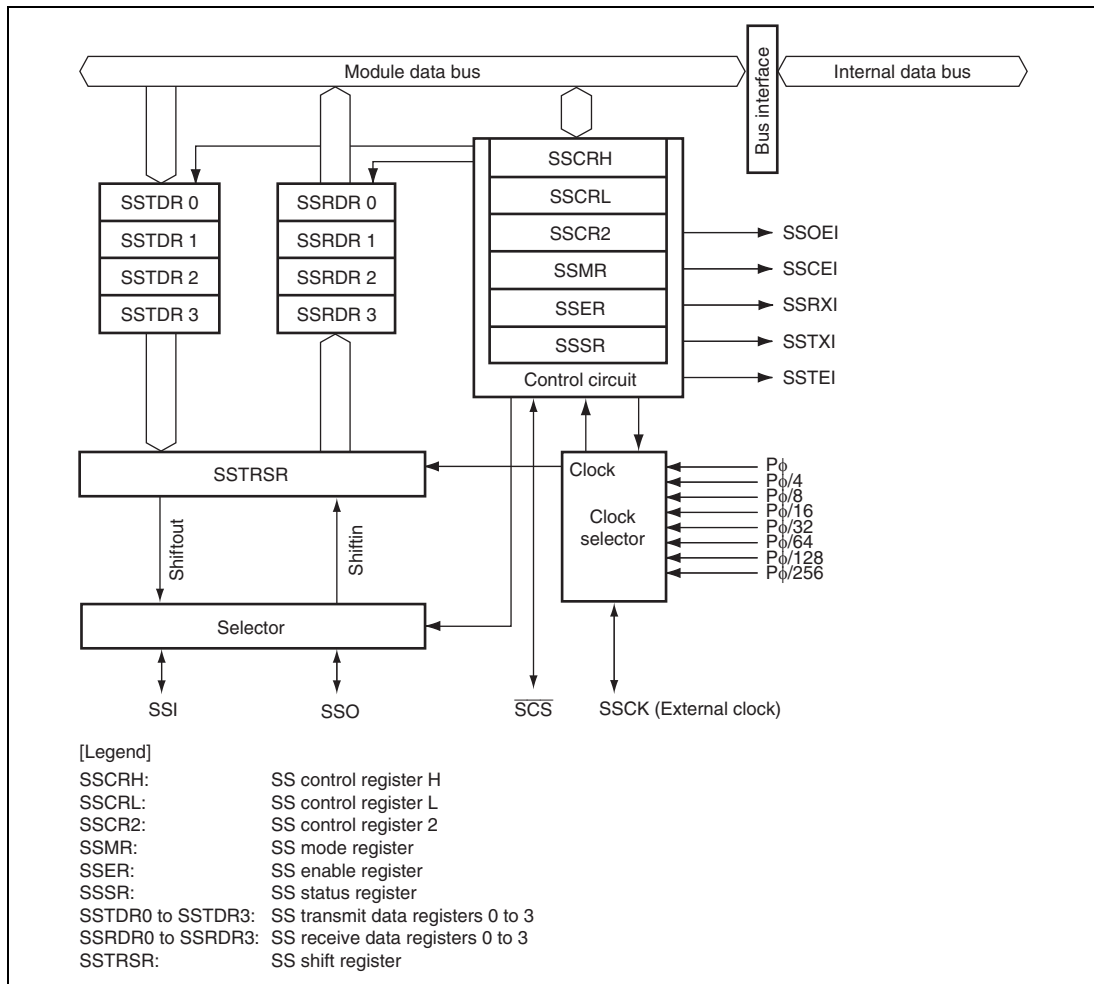 Module data bus
Bus interface
Internal data bus
SSTDR 0
SSTDR 1
SSTDR 2
SSTDR 3
SSRDR 0
SSRDR 1
SSRDR 2
SSRDR 3
SSCRH
SSCRL
SSCR2
SSMR
SSER
SSSR
Control circuit
SSOEI
SSCEI
SSRXI
SSTXI
SSTEI
SSTRSR
Clock
Clock
selector
Pϕ
Pϕ/4
Pϕ/8
Pϕ/16
Pϕ/32
Pϕ/64
Pϕ/128
Pϕ/256
Shiftout
Shiftin
Selector
SSI
SSO
S̅C̅S̅
SSCK (External clock)
[Legend]
SSCRH: SS control register H
SSCRL: SS control register L
SSCR2: SS control register 2
SSMR: SS mode register
SSER: SS enable register
SSSR: SS status register
SSTDR0 to SSTDR3: SS transmit data registers 0 to 3
SSRDR0 to SSRDR3: SS receive data registers 0 to 3
SSTRSR: SS shift register